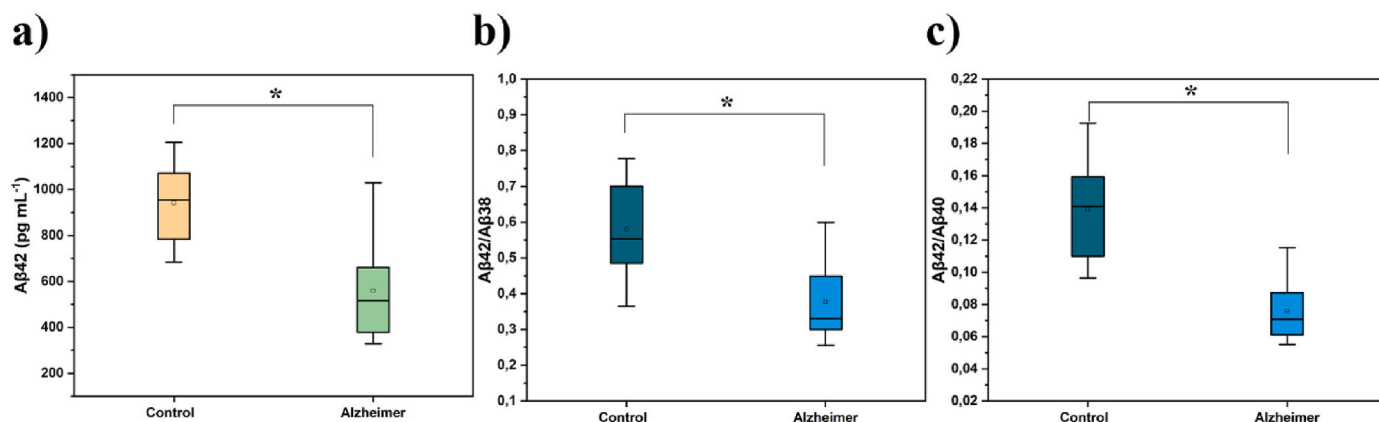 a)
Aβ42 (pg mL⁻¹)
1400
1200
1000
800
600
400
200
*
Control
Alzheimer
b)
Aβ42/Aβ38
1,0
0,9
0,8
0,7
0,6
0,5
0,4
0,3
0,2
0,1
*
Control
Alzheimer
c)
Aβ42/Aβ40
0,22
0,20
0,18
0,16
0,14
0,12
0,10
0,08
0,06
0,04
0,02
*
Control
Alzheimer